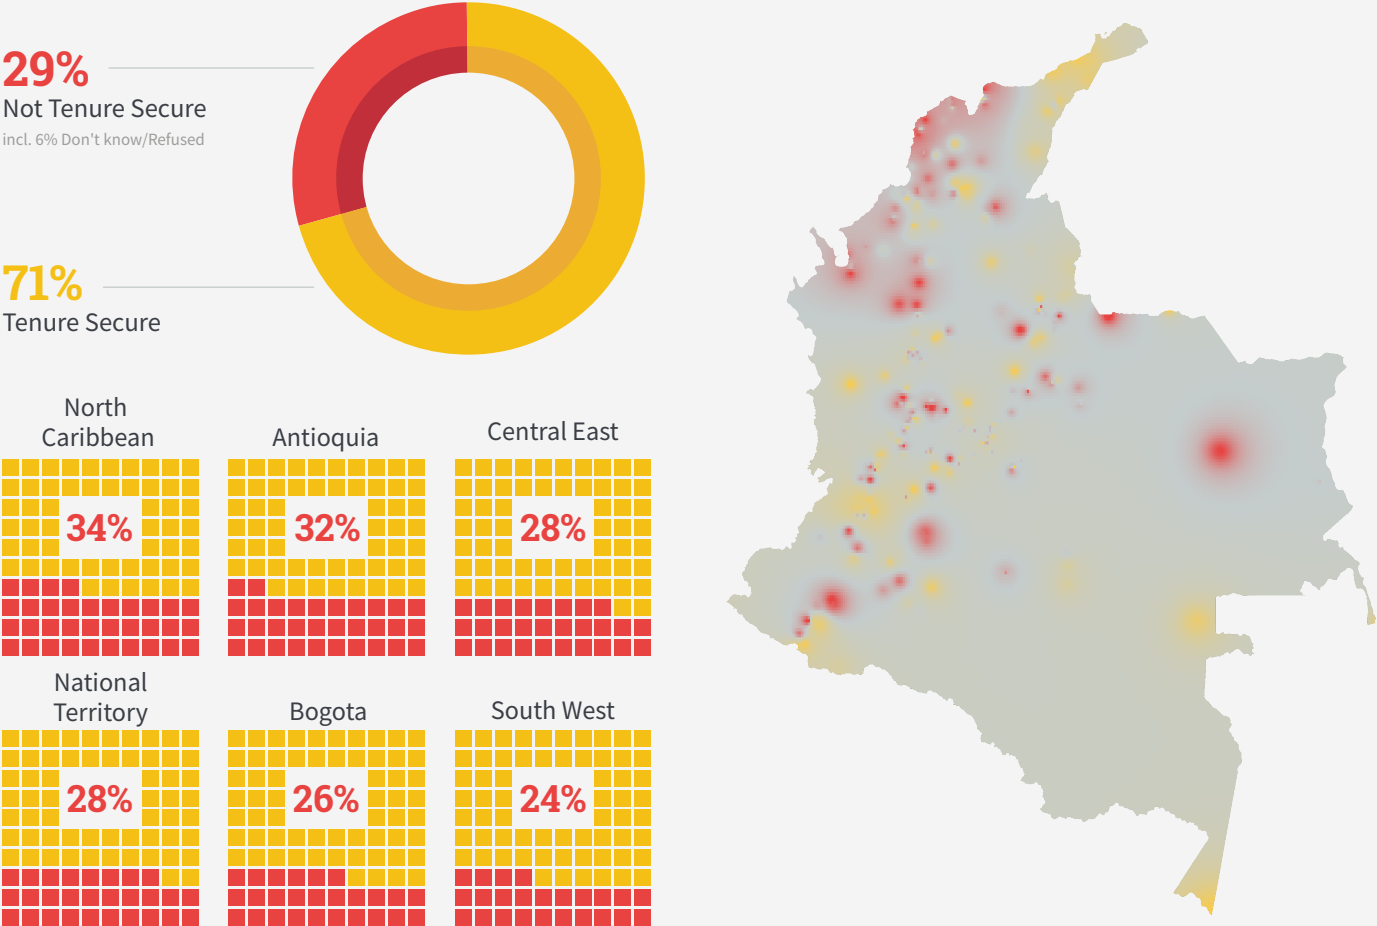 29%
Not Tenure Secure
incl. 6% Don't know/Refused
71%
Tenure Secure
North
Caribbean
34%
Antioquia
32%
Central East
28%
National
Territory
28%
Bogota
26%
South West
24%